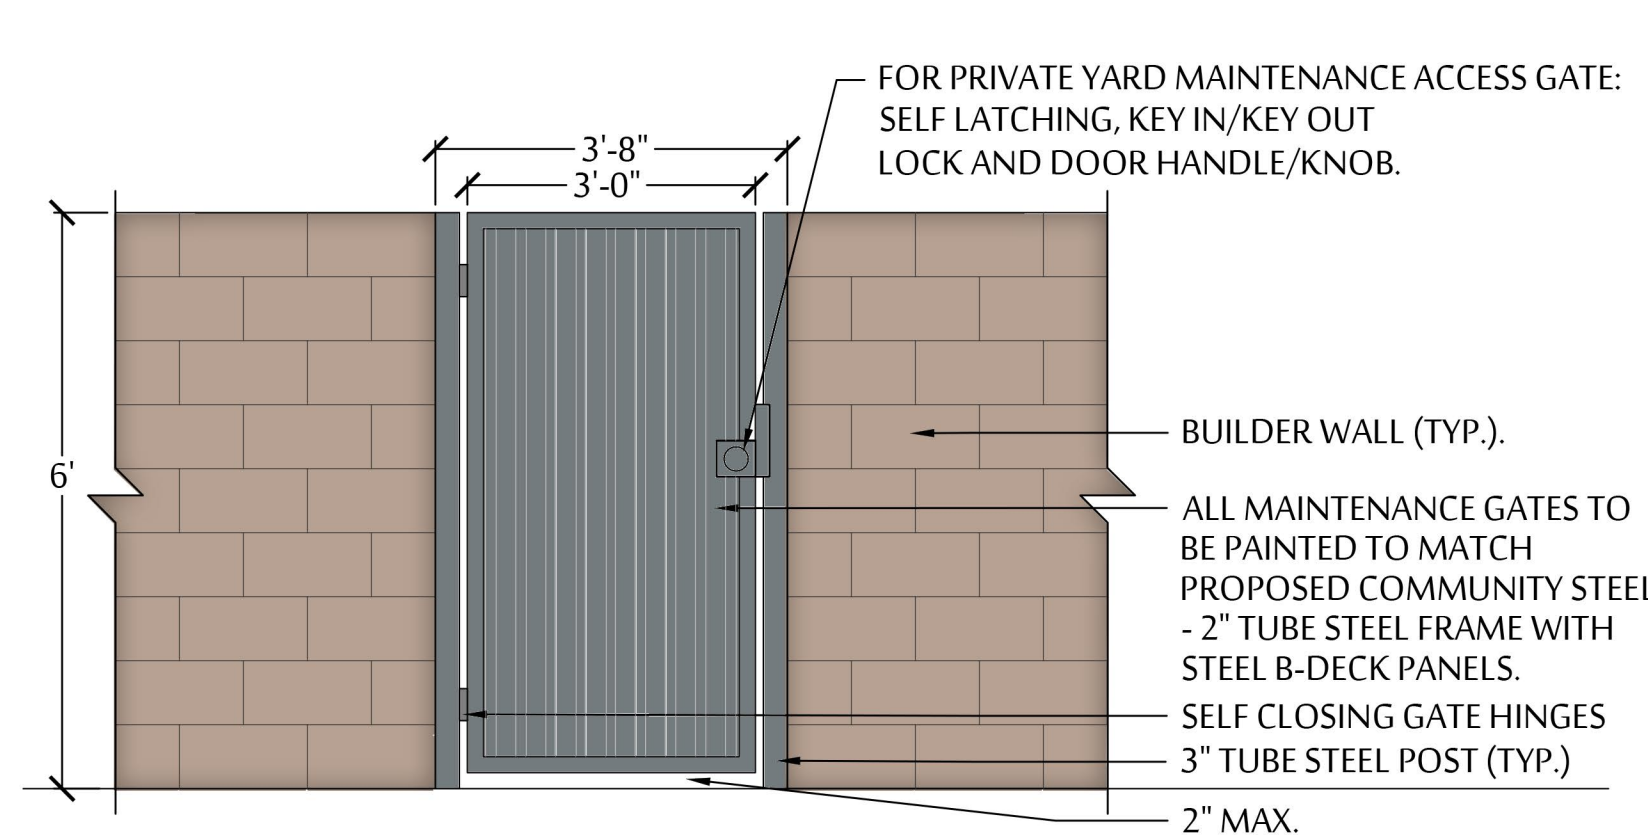 FOR PRIVATE YARD MAINTENANCE ACCESS GATE:
SELF LATCHING, KEY IN/KEY OUT
LOCK AND DOOR HANDLE/KNOB.
3'-8"
3'-0"
6'
BUILDER WALL (TYP.).
ALL MAINTENANCE GATES TO
BE PAINTED TO MATCH
PROPOSED COMMUNITY STEEL
- 2" TUBE STEEL FRAME WITH
STEEL B-DECK PANELS.
SELF CLOSING GATE HINGES
3" TUBE STEEL POST (TYP.)
2" MAX.